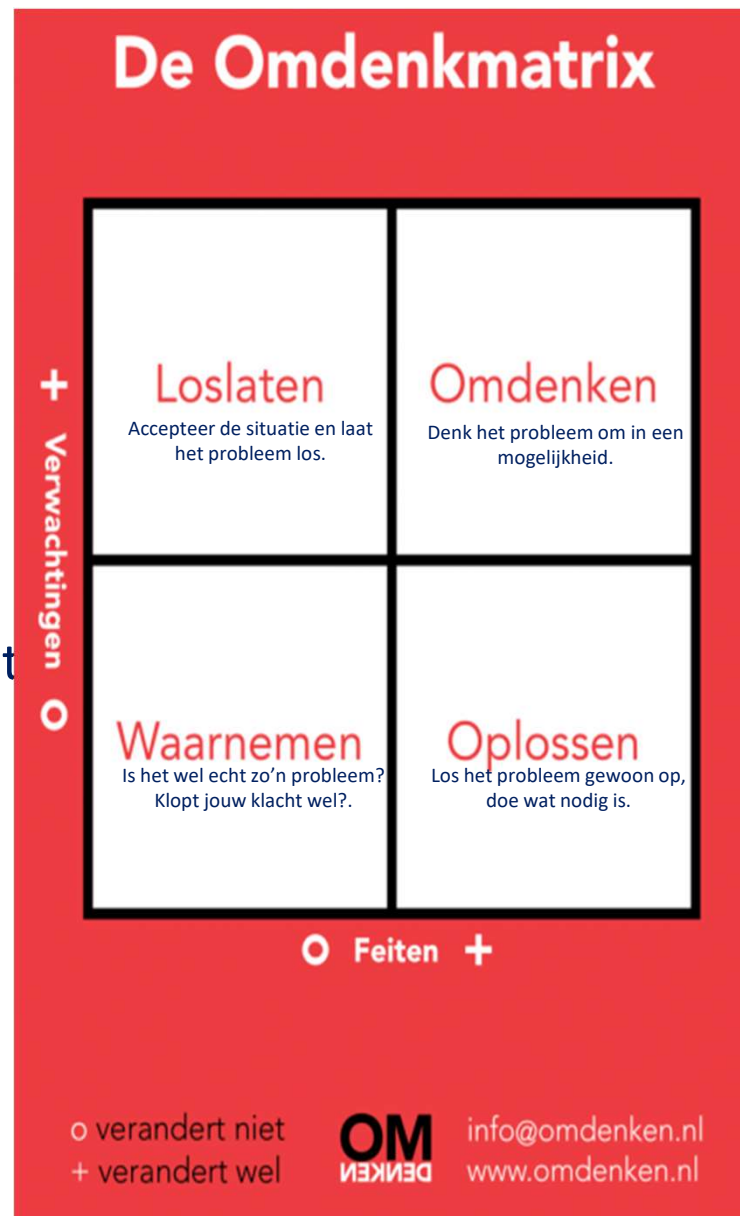 De Omdenkmatrix
Loslaten
Accepteer de situatie en laat
het probleem los.
Omdenken
Denk het probleem om in een
mogelijkheid.
+ Verwachtingen o
t
Waarnemen
Is het wel echt zo’n probleem?
Klopt jouw klacht wel?.
Oplossen
Los het probleem gewoon op,
doe wat nodig is.
o Feiten +
o verandert niet
+ verandert wel
OM
DENKEN
info@omdenken.nl
www.omdenken.nl